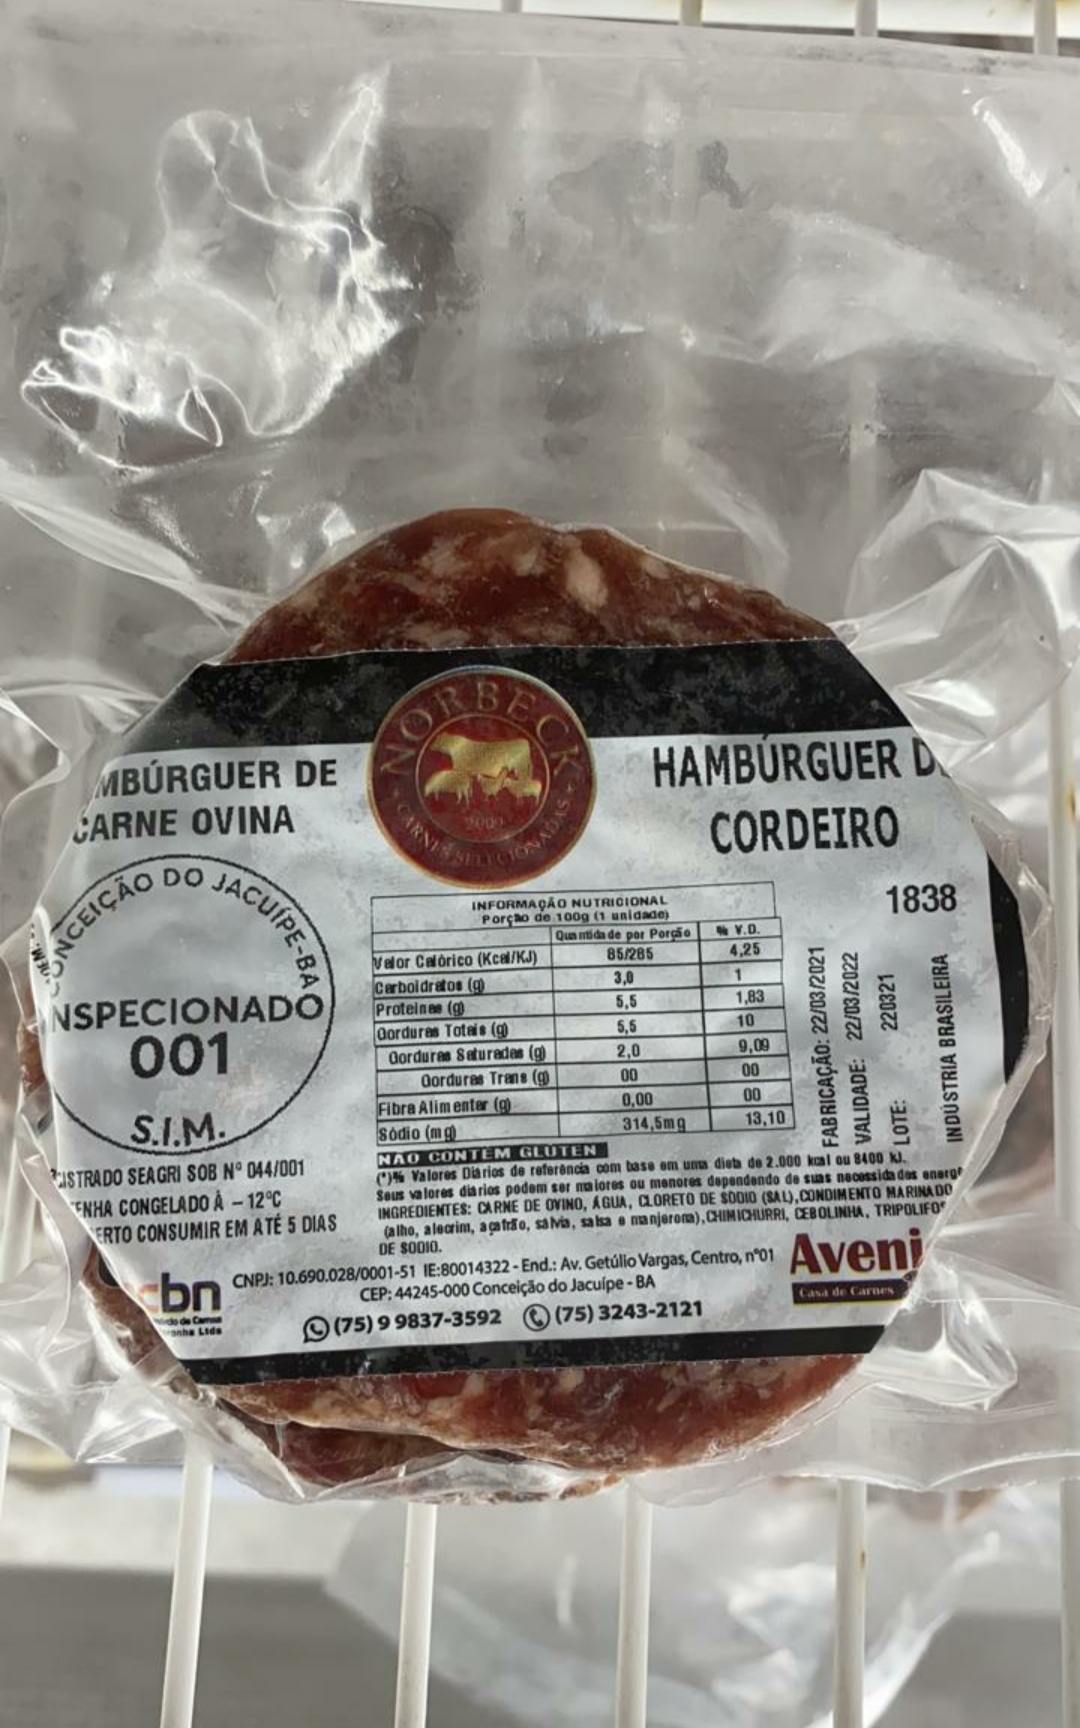 NORBECK
CARNES SELECIONADAS
2009
MBÚRGUER DE
CARNE OVINA
HAMBÚRGUER D
CORDEIRO
1838
CONCEIÇÃO DO JACUÍPE-BA
NSPECIONADO
001
S.I.M.
INFORMAÇÃO NUTRICIONAL
Porção de 100g (1 unidade)
Quantidade por Porção % V.D.
Valor Calórico (Kcal/KJ) 85/285 4,25
Carboidratos (g) 3,0 1
Proteinas (g) 5,5 1,83
Gorduras Totais (g) 5,5 10
Gorduras Saturadas (g) 2,0 9,09
Gorduras Trans (g) 00 00
Fibra Alimentar (g) 0,00 00
Sódio (mg) 314,5mg 13,10
NÃO CONTÉM GLUTEN
(*)% Valores Diários de referência com base em uma dieta de 2.000 kcal ou 8400 kJ.
Seus valores diários podem ser maiores ou menores dependendo de suas necessidades energé
INGREDIENTES: CARNE DE OVINO, ÁGUA, CLORETO DE SÓDIO (SAL), CONDIMENTO MARINADO
(alho, alecrim, açafrão, sálvia, salsa e manjerona), CHIMICHURRI, CEBOLINHA, TRIPOLIFOS
DE SODIO.
FABRICAÇÃO: 22/03/2021
VALIDADE: 22/03/2022
LOTE: 220321
INDÚSTRIA BRASILEIRA
GISTRADO SEAGRI SOB Nº 044/001
TENHA CONGELADO À – 12ºC
ERTO CONSUMIR EM ATÉ 5 DIAS
cbn
CNPJ: 10.690.028/0001-51 IE:80014322 - End.: Av. Getúlio Vargas, Centro, nº01
CEP: 44245-000 Conceição do Jacuípe - BA
(75) 9 9837-3592 (75) 3243-2121
Aveni
Casa de Carnes